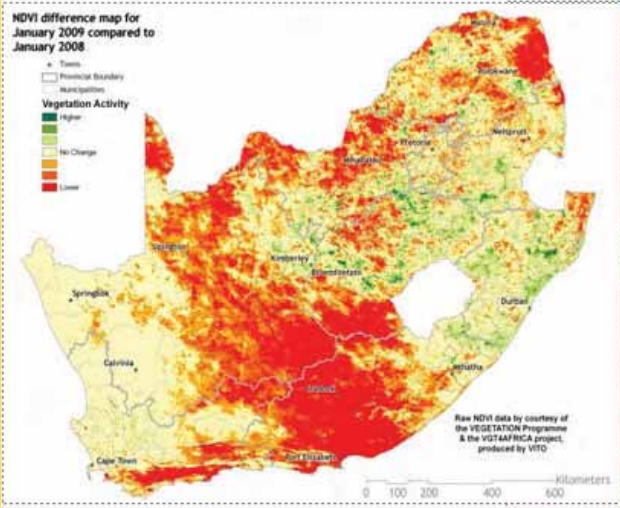 NDVI difference map for
January 2009 compared to
January 2008
Towns
Provincial Boundary
Municipalities
Vegetation Activity
Higher
No Change
Lower
Polokwane
Nelspruit
Pretoria
Mmabatho
Upington
Kimberley
Bloemfontein
Springbok
Durban
Calvinia
Mthatha
Cape Town
Port Elizabeth
Raw NDVI data by courtesy of
the VEGETATION Programme
& the VGT4AFRICA project,
produced by VITO
Kilometers
0 100 200 400 600